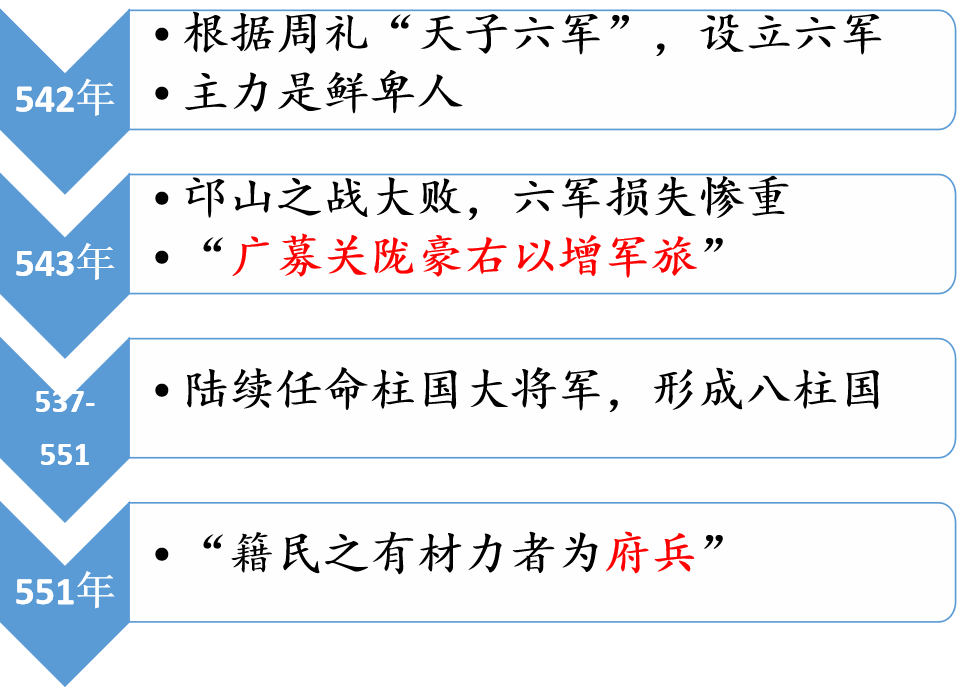 542年
• 根据周礼“天子六军”，设立六军
• 主力是鲜卑人
543年
• 邙山之战大败，六军损失惨重
• “广募关陇豪右以增军旅”
537-
551
• 陆续任命柱国大将军，形成八柱国
551年
• “籍民之有材力者为府兵”